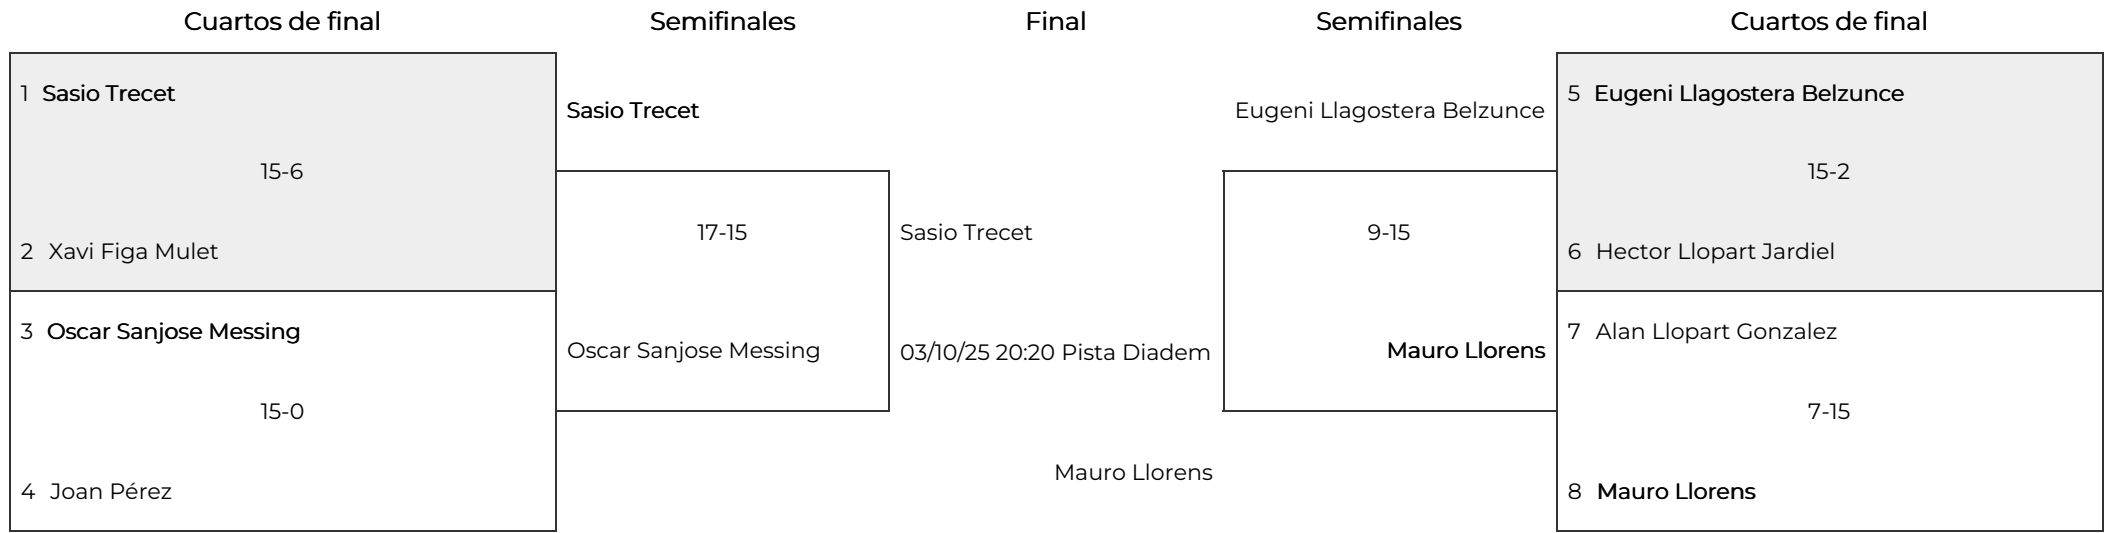 Cuartos de final
Semifinales
Final
Semifinales
Cuartos de final
1 Sasio Trecet
15-6
2 Xavi Figa Mulet
3 Oscar Sanjose Messing
15-0
4 Joan Pérez
Sasio Trecet
17-15
Oscar Sanjose Messing
Sasio Trecet
03/10/25 20:20 Pista Diadem
Mauro Llorens
Eugeni Llagostera Belzunce
9-15
Mauro Llorens
5 Eugeni Llagostera Belzunce
15-2
6 Hector Llopart Jardiel
7 Alan Llopart Gonzalez
7-15
8 Mauro Llorens